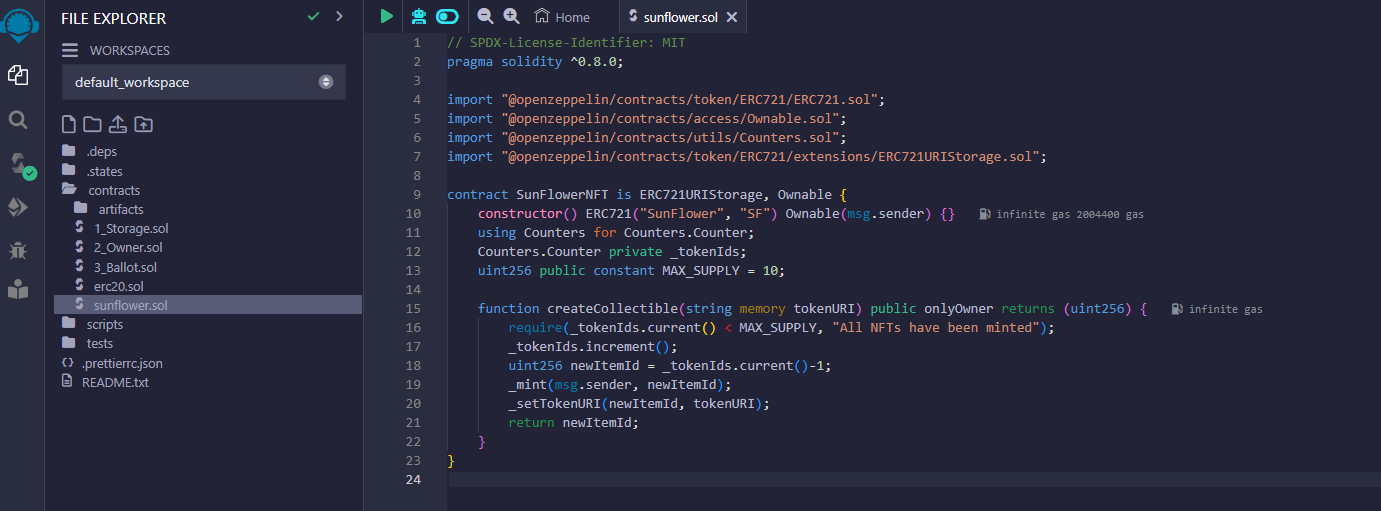 FILE EXPLORER
WORKSPACES
default_workspace
.deps
.states
contracts
artifacts
1_Storage.sol
2_Owner.sol
3_Ballot.sol
erc20.sol
sunflower.sol
scripts
tests
.prettierrc.json
README.txt
Home
sunflower.sol
1 // SPDX-License-Identifier: MIT
2 pragma solidity ^0.8.0;
3
4 import "@openzeppelin/contracts/token/ERC721/ERC721.sol";
5 import "@openzeppelin/contracts/access/Ownable.sol";
6 import "@openzeppelin/contracts/utils/Counters.sol";
7 import "@openzeppelin/contracts/token/ERC721/extensions/ERC721URIStorage.sol";
8
9 contract SunFlowerNFT is ERC721URIStorage, Ownable {
10 constructor() ERC721("SunFlower", "SF") Ownable(msg.sender) {} infinite gas 2004400 gas
11 using Counters for Counters.Counter;
12 Counters.Counter private _tokenIds;
13 uint256 public constant MAX_SUPPLY = 10;
14
15 function createCollectible(string memory tokenURI) public onlyOwner returns (uint256) { infinite gas
16 require(_tokenIds.current() < MAX_SUPPLY, "All NFTs have been minted");
17 _tokenIds.increment();
18 uint256 newItemId = _tokenIds.current()-1;
19 _mint(msg.sender, newItemId);
20 _setTokenURI(newItemId, tokenURI);
21 return newItemId;
22 }
23 }
24